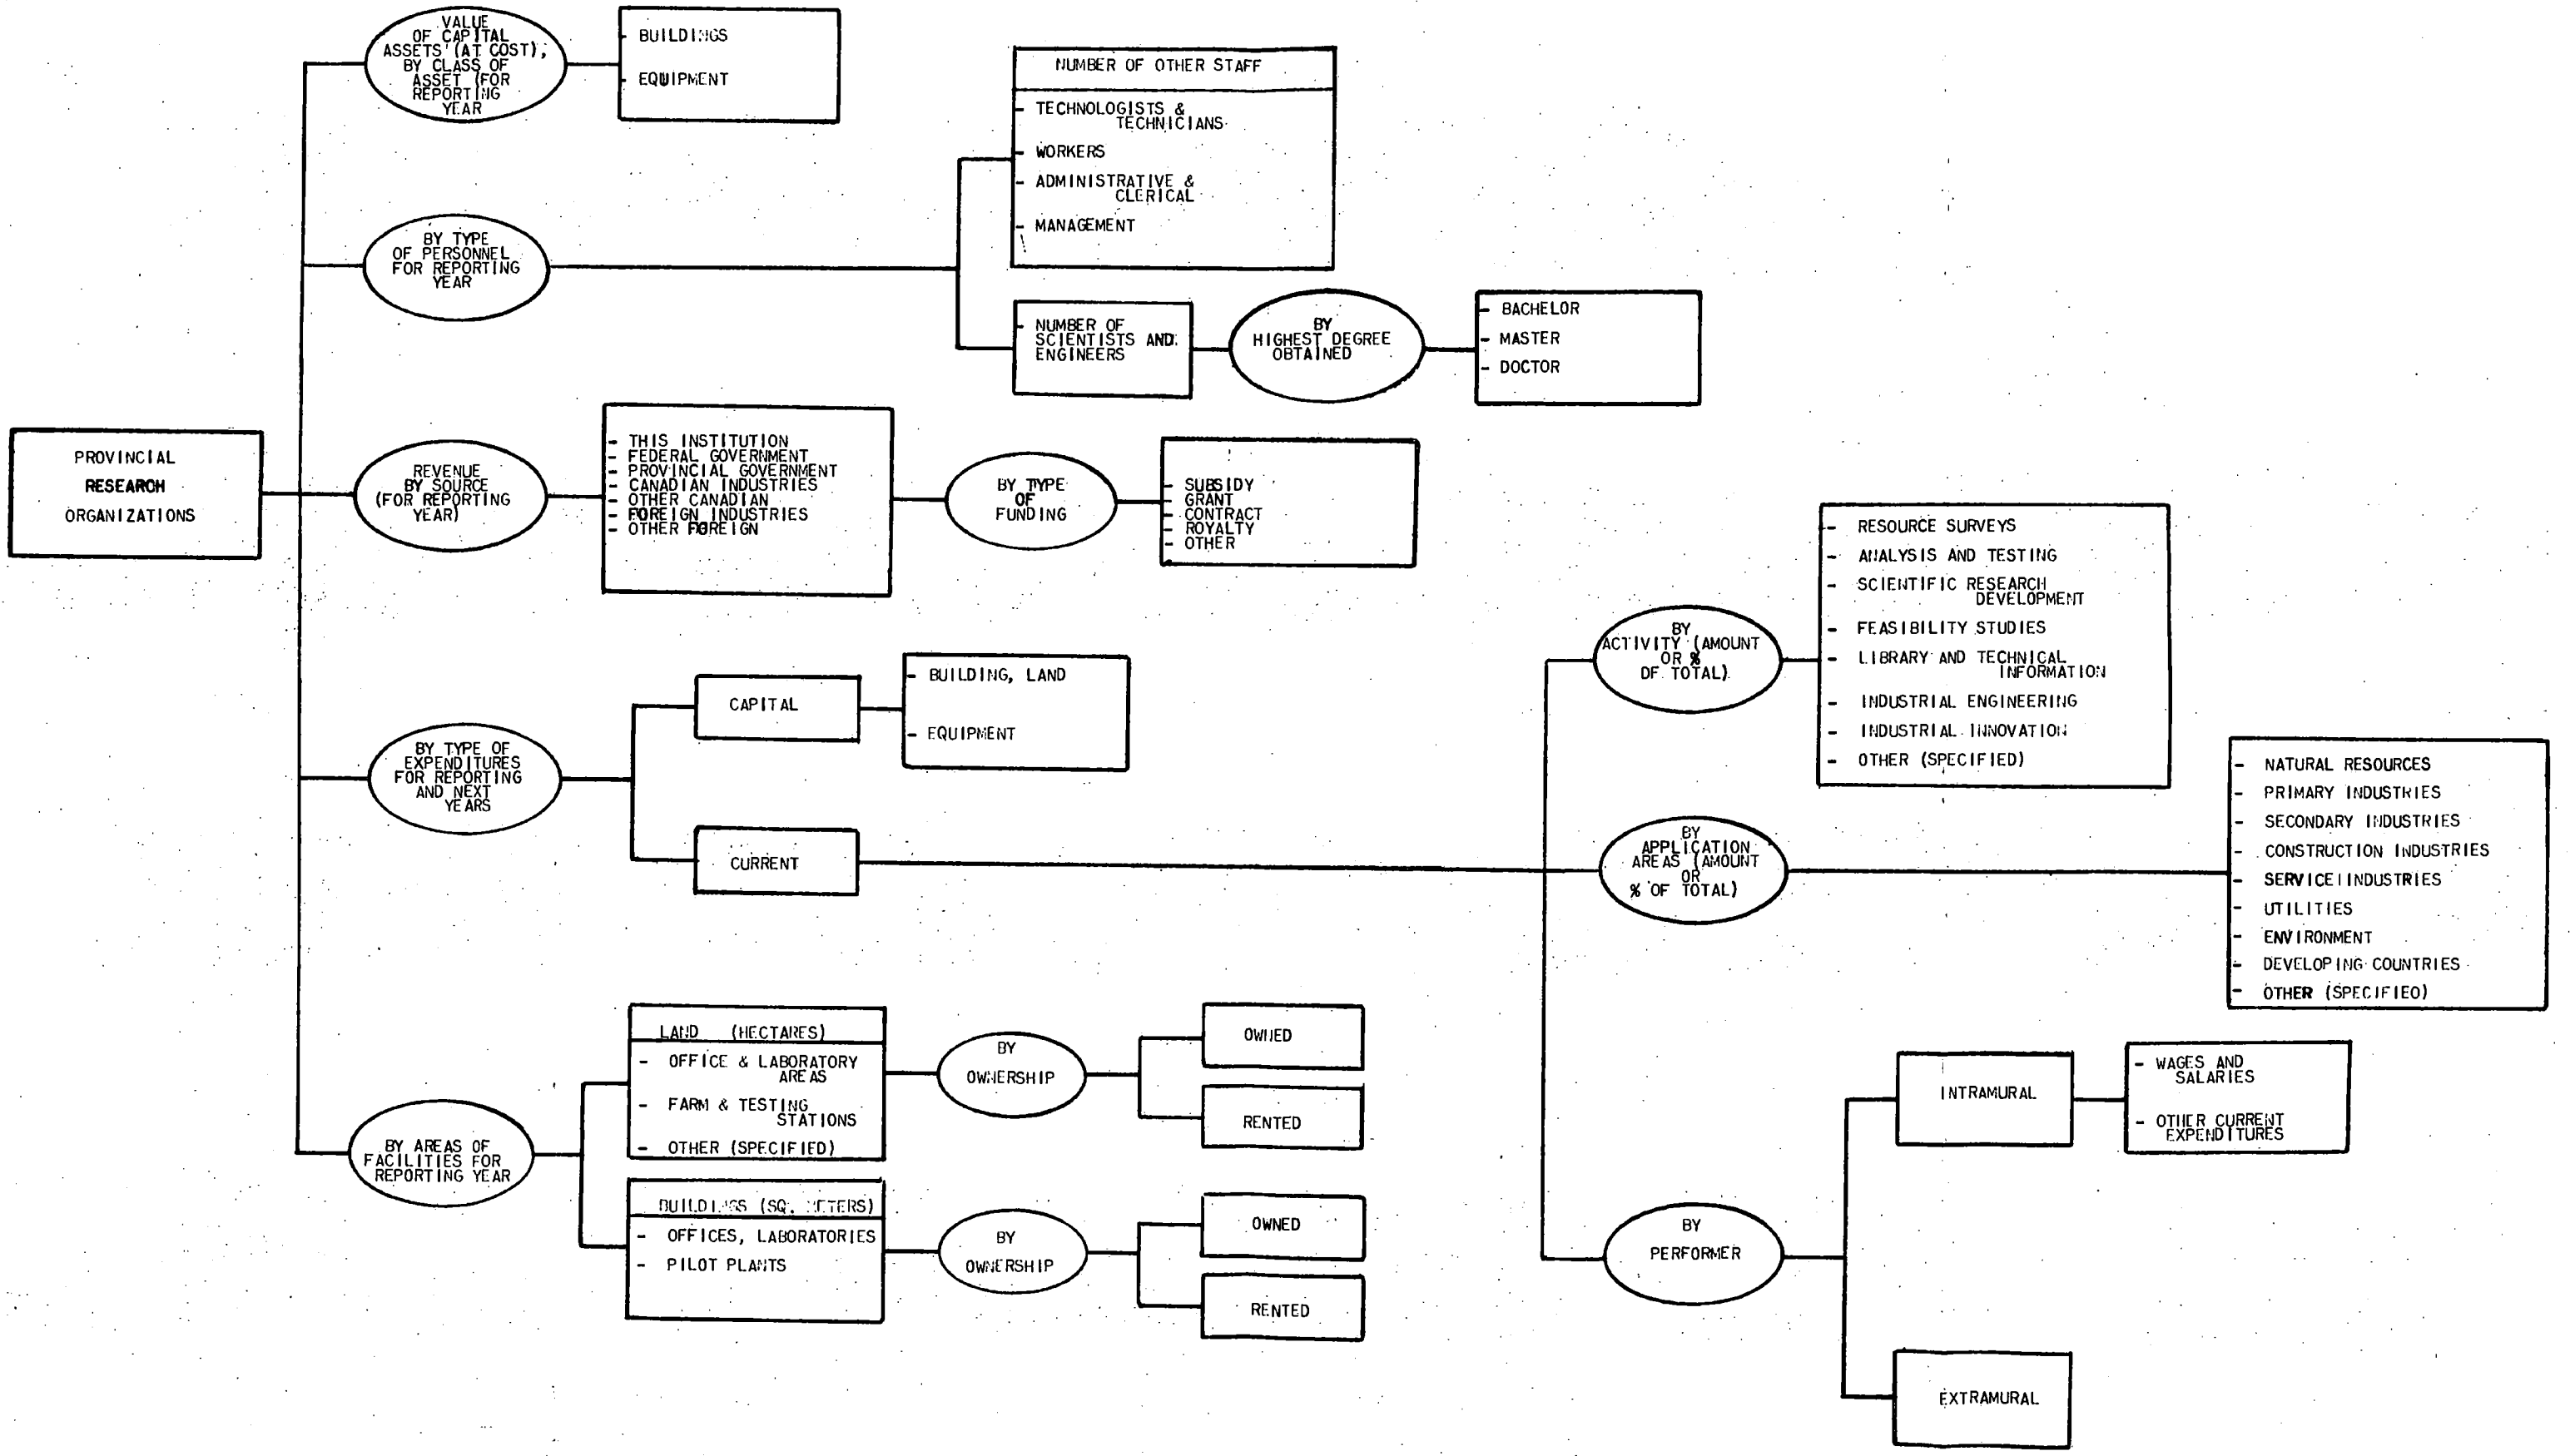 PROVINCIAL
RESEARCH
ORGANIZATIONS
VALUE
OF CAPITAL
ASSETS (AT COST),
BY CLASS OF
ASSET (FOR
REPORTING
YEAR
- BUILDINGS
- EQUIPMENT
BY TYPE
OF PERSONNEL
FOR REPORTING
YEAR
NUMBER OF OTHER STAFF
- TECHNOLOGISTS &
TECHNICIANS
- WORKERS
- ADMINISTRATIVE &
CLERICAL
- MANAGEMENT
- NUMBER OF
SCIENTISTS AND
ENGINEERS
BY
HIGHEST DEGREE
OBTAINED
- BACHELOR
- MASTER
- DOCTOR
REVENUE
BY SOURCE
(FOR REPORTING
YEAR)
- THIS INSTITUTION
- FEDERAL GOVERNMENT
- PROVINCIAL GOVERNMENT
- CANADIAN INDUSTRIES
- OTHER CANADIAN
- FOREIGN INDUSTRIES
- OTHER FOREIGN
BY TYPE
OF
FUNDING
- SUBSIDY
- GRANT
- CONTRACT
- ROYALTY
- OTHER
BY TYPE OF
EXPENDITURES
FOR REPORTING
AND NEXT
YEARS
CAPITAL
- BUILDING, LAND
- EQUIPMENT
CURRENT
BY
ACTIVITY (AMOUNT
OR %
OF TOTAL)
- RESOURCE SURVEYS
- ANALYSIS AND TESTING
- SCIENTIFIC RESEARCH
DEVELOPMENT
- FEASIBILITY STUDIES
- LIBRARY AND TECHNICAL
INFORMATION
- INDUSTRIAL ENGINEERING
- INDUSTRIAL INNOVATION
- OTHER (SPECIFIED)
BY
APPLICATION
AREAS (AMOUNT
OR
% OF TOTAL)
- NATURAL RESOURCES
- PRIMARY INDUSTRIES
- SECONDARY INDUSTRIES
- CONSTRUCTION INDUSTRIES
- SERVICE INDUSTRIES
- UTILITIES
- ENVIRONMENT
- DEVELOPING COUNTRIES
- OTHER (SPECIFIED)
BY
PERFORMER
INTRAMURAL
- WAGES AND
SALARIES
- OTHER CURRENT
EXPENDITURES
EXTRAMURAL
BY AREAS OF
FACILITIES FOR
REPORTING YEAR
LAND (HECTARES)
- OFFICE & LABORATORY
AREAS
- FARM & TESTING
STATIONS
- OTHER (SPECIFIED)
BY
OWNERSHIP
OWNED
RENTED
BUILDINGS (SQ. METERS)
- OFFICES, LABORATORIES
- PILOT PLANTS
BY
OWNERSHIP
OWNED
RENTED